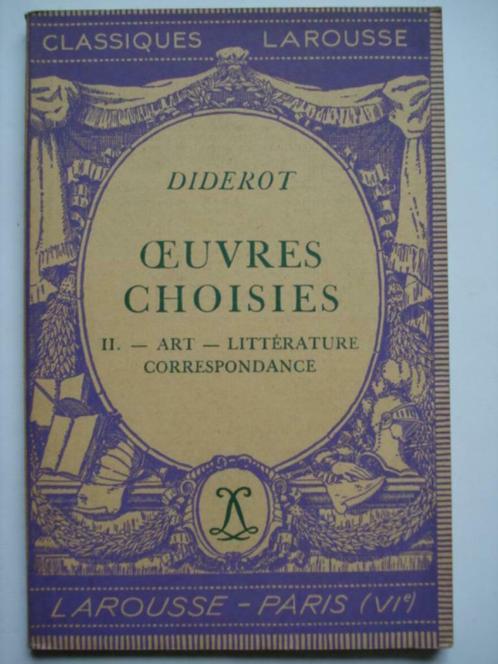 CLASSIQUES LAROUSSE
DIDEROT
ŒUVRES
CHOISIES
II. — ART — LITTÉRATURE
CORRESPONDANCE
LAROUSSE - PARIS (VIe)